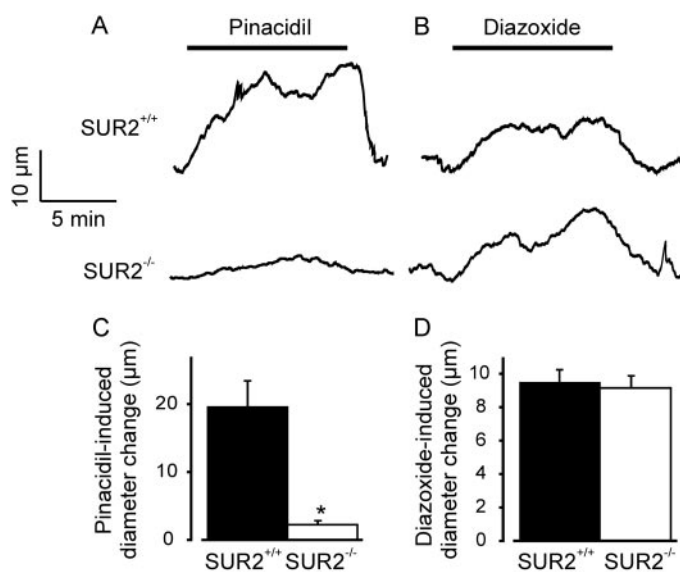 A Pinacidil B Diazoxide
SUR2+/+
10 µm
5 min
SUR2-/-
C D
Pinacidil-induced
diameter change (µm)
20
10
0
*
SUR2+/+ SUR2-/-
Diazoxide-induced
diameter change (µm)
10
8
6
4
2
0
SUR2+/+ SUR2-/-